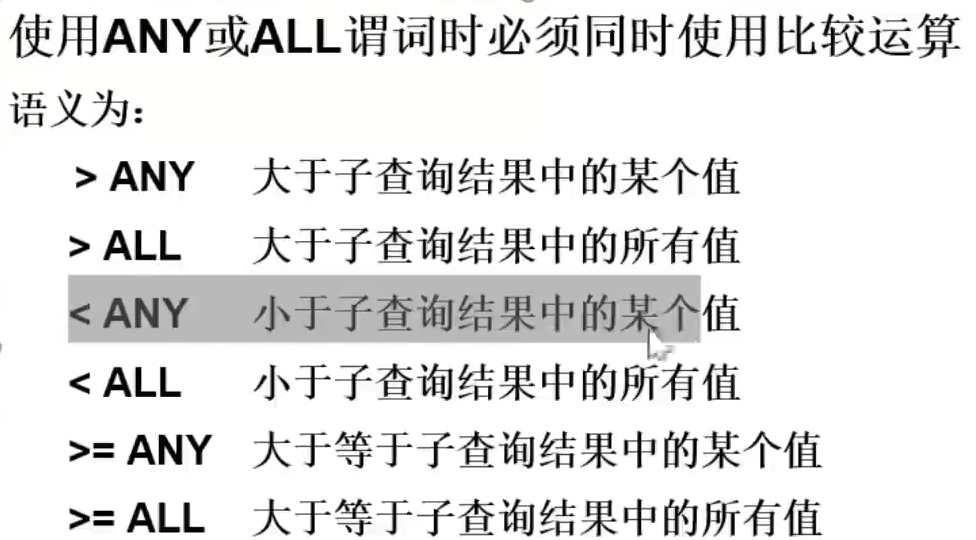 使用ANY或ALL谓词时必须同时使用比较运算
语义为：
> ANY 大于子查询结果中的某个值
> ALL 大于子查询结果中的所有值
< ANY 小于子查询结果中的某个值
< ALL 小于子查询结果中的所有值
>= ANY 大于等于子查询结果中的某个值
>= ALL 大于等于子查询结果中的所有值